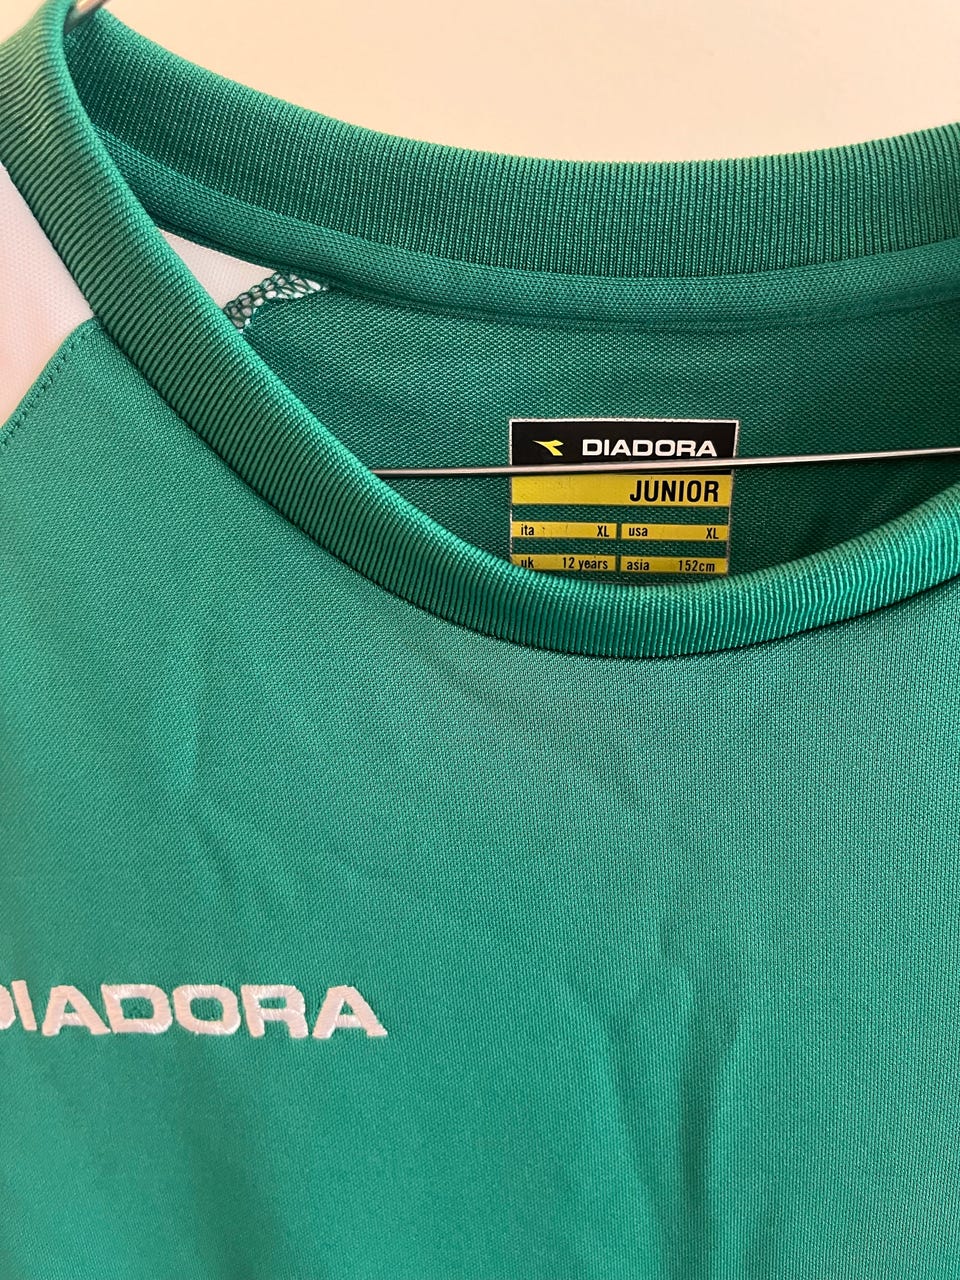 DIADORA
JUNIOR
ita XL usa XL
uk 12 years asia 152cm
DIADORA